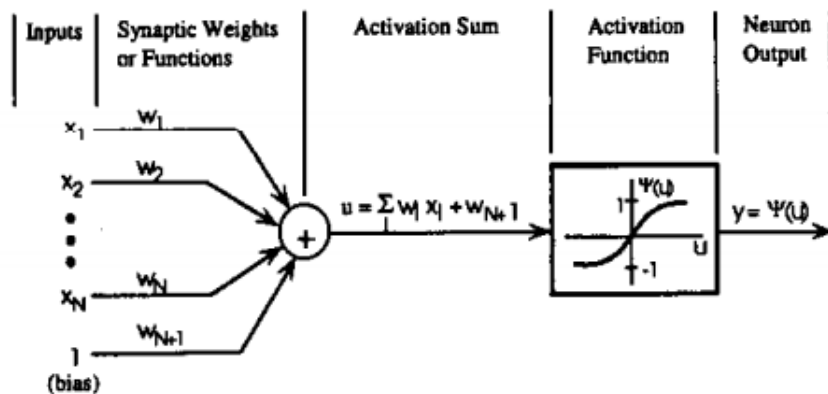 Inputs
Synaptic Weights
or Functions
Activation Sum
Activation
Function
Neuron
Output
x1 w1
x2 w2
xN wN
1 wN+1
(bias)
+
u = Σ wi xi + wN+1
i
Ψ(u)
1
u
-1
y = Ψ(u)